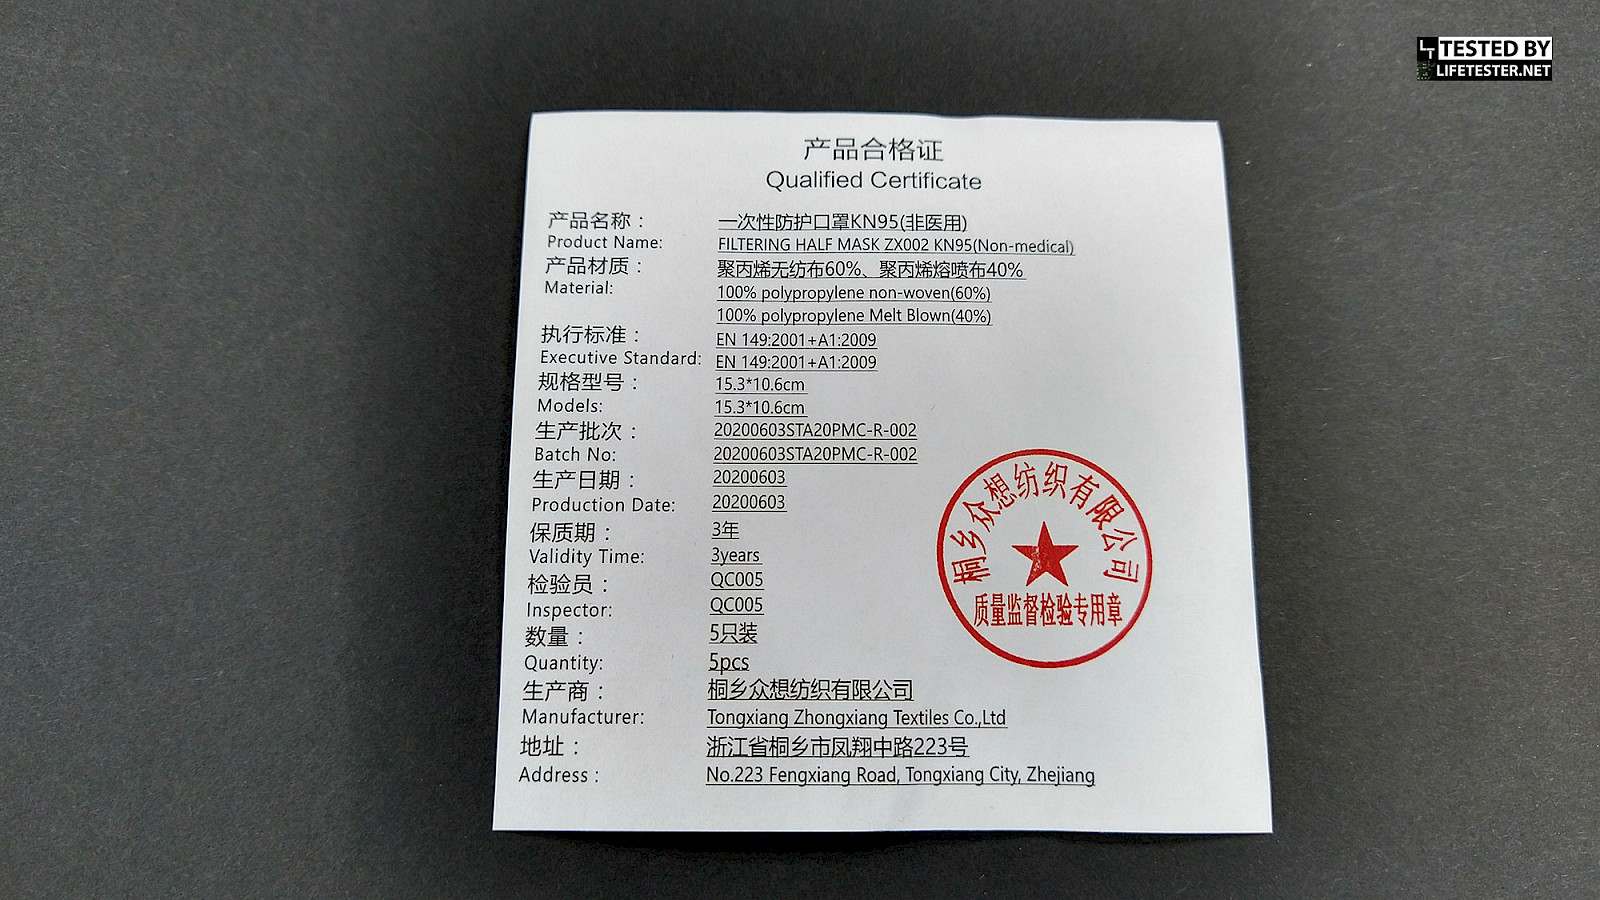 TESTED BY
LIFETESTER.NET
产品合格证
Qualified Certificate
产品名称： 一次性防护口罩KN95(非医用)
Product Name: FILTERING HALF MASK ZX002 KN95(Non-medical)
产品材质： 聚丙烯无纺布60%、聚丙烯熔喷布40%
Material: 100% polypropylene non-woven(60%)
100% polypropylene Melt Blown(40%)
执行标准： EN 149:2001+A1:2009
Executive Standard: EN 149:2001+A1:2009
规格型号： 15.3*10.6cm
Models: 15.3*10.6cm
生产批次： 20200603STA20PMC-R-002
Batch No: 20200603STA20PMC-R-002
生产日期： 20200603
Production Date: 20200603
保质期： 3年
Validity Time: 3years
检验员： QC005
Inspector: QC005
数量： 5只装
Quantity: 5pcs
生产商： 桐乡众想纺织有限公司
Manufacturer: Tongxiang Zhongxiang Textiles Co.,Ltd
地址： 浙江省桐乡市凤翔中路223号
Address : No.223 Fengxiang Road, Tongxiang City, Zhejiang
桐乡众想纺织有限公司
质量监督检验专用章